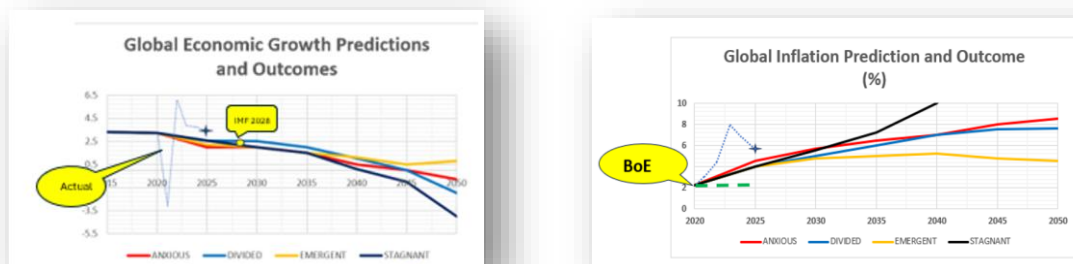 Global Economic Growth Predictions
and Outcomes
6.5
4.5
2.5
0.5
-3.5
-5.5
15 2020 2025 2030 2035 2040 2045 2050
IMF 2028
Actual
ANXIOUS DIVIDED EMERGENT STAGNANT
Global Inflation Prediction and Outcome
(%)
10
8
6
4
2
0
2020 2025 2030 2035 2040 2045 2050
BoE
ANXIOUS DIVIDED EMERGENT STAGNANT